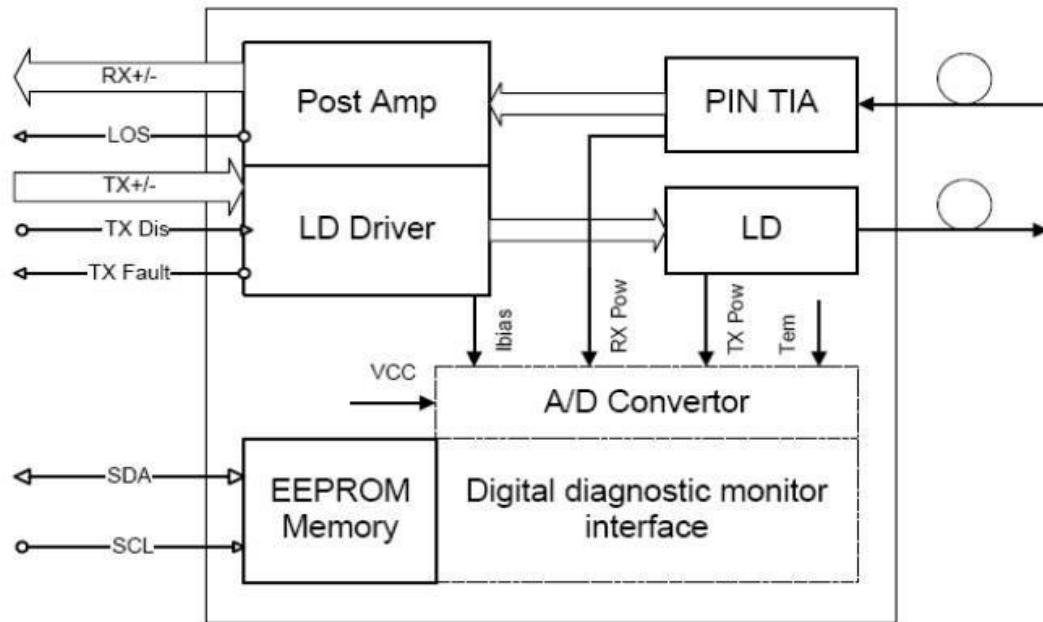 RX+/-
Post Amp
PIN TIA
LOS
TX+/-
TX Dis
LD Driver
LD
TX Fault
Ibias
RX Pow
TX Pow
Tem
VCC
A/D Convertor
SDA
EEPROM
Memory
Digital diagnostic monitor
interface
SCL